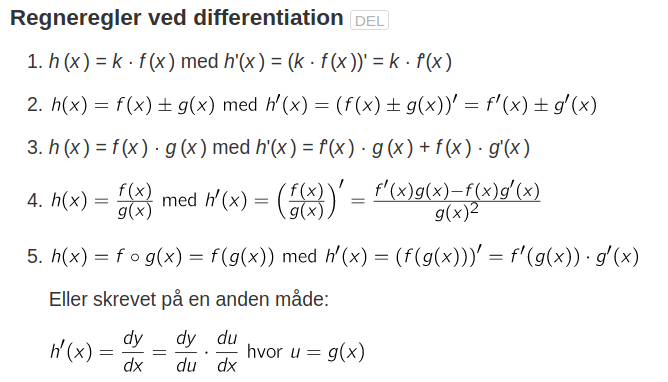 Regneregler ved differentiation DEL
1. h(x) = k · f(x) med h'(x) = (k · f(x))' = k · f'(x)
2. h(x) = f(x) ± g(x) med h′(x) = (f(x) ± g(x))′ = f′(x) ± g′(x)
3. h(x) = f(x) · g(x) med h'(x) = f'(x) · g(x) + f(x) · g'(x)
4. h(x) = f(x)/g(x) med h′(x) = (f(x)/g(x))′ = (f′(x)g(x)−f(x)g′(x))/g(x)²
5. h(x) = f ∘ g(x) = f(g(x)) med h′(x) = (f(g(x)))′ = f′(g(x)) · g′(x)
Eller skrevet på en anden måde:
h′(x) = dy/dx = dy/du · du/dx hvor u = g(x)